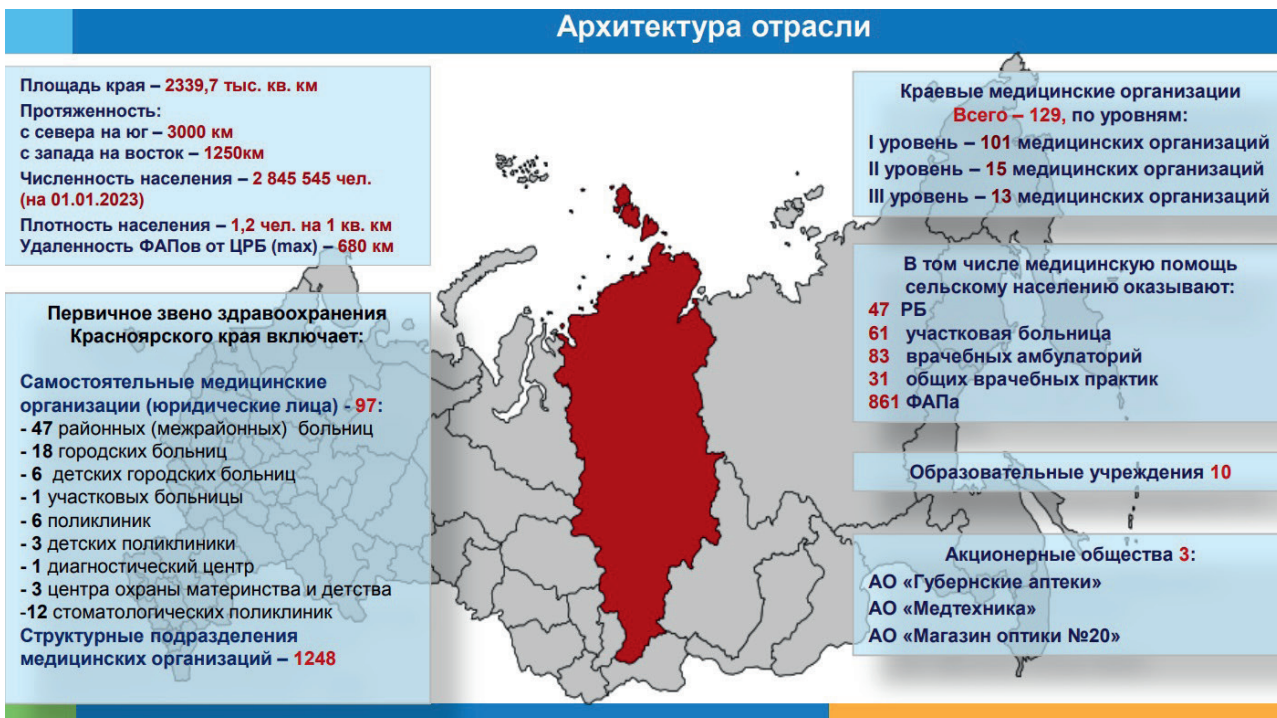 Архитектура отрасли
Площадь края – 2339,7 тыс. кв. км
Протяженность:
с севера на юг – 3000 км
с запада на восток – 1250км
Численность населения – 2 845 545 чел.
(на 01.01.2023)
Плотность населения – 1,2 чел. на 1 кв. км
Удаленность ФАПов от ЦРБ (max) – 680 км
Первичное звено здравоохранения
Красноярского края включает:
Самостоятельные медицинские
организации (юридические лица) - 97:
- 47 районных (межрайонных) больниц
- 18 городских больниц
- 6 детских городских больниц
- 1 участковых больницы
- 6 поликлиник
- 3 детских поликлиники
- 1 диагностический центр
- 3 центра охраны материнства и детства
-12 стоматологических поликлиник
Структурные подразделения
медицинских организаций – 1248
Краевые медицинские организации
Всего – 129, по уровням:
I уровень – 101 медицинских организаций
II уровень – 15 медицинских организаций
III уровень – 13 медицинских организаций
В том числе медицинскую помощь
сельскому населению оказывают:
47 РБ
61 участковая больница
83 врачебных амбулаторий
31 общих врачебных практик
861 ФАПа
Образовательные учреждения 10
Акционерные общества 3:
АО «Губернские аптеки»
АО «Медтехника»
АО «Магазин оптики №20»